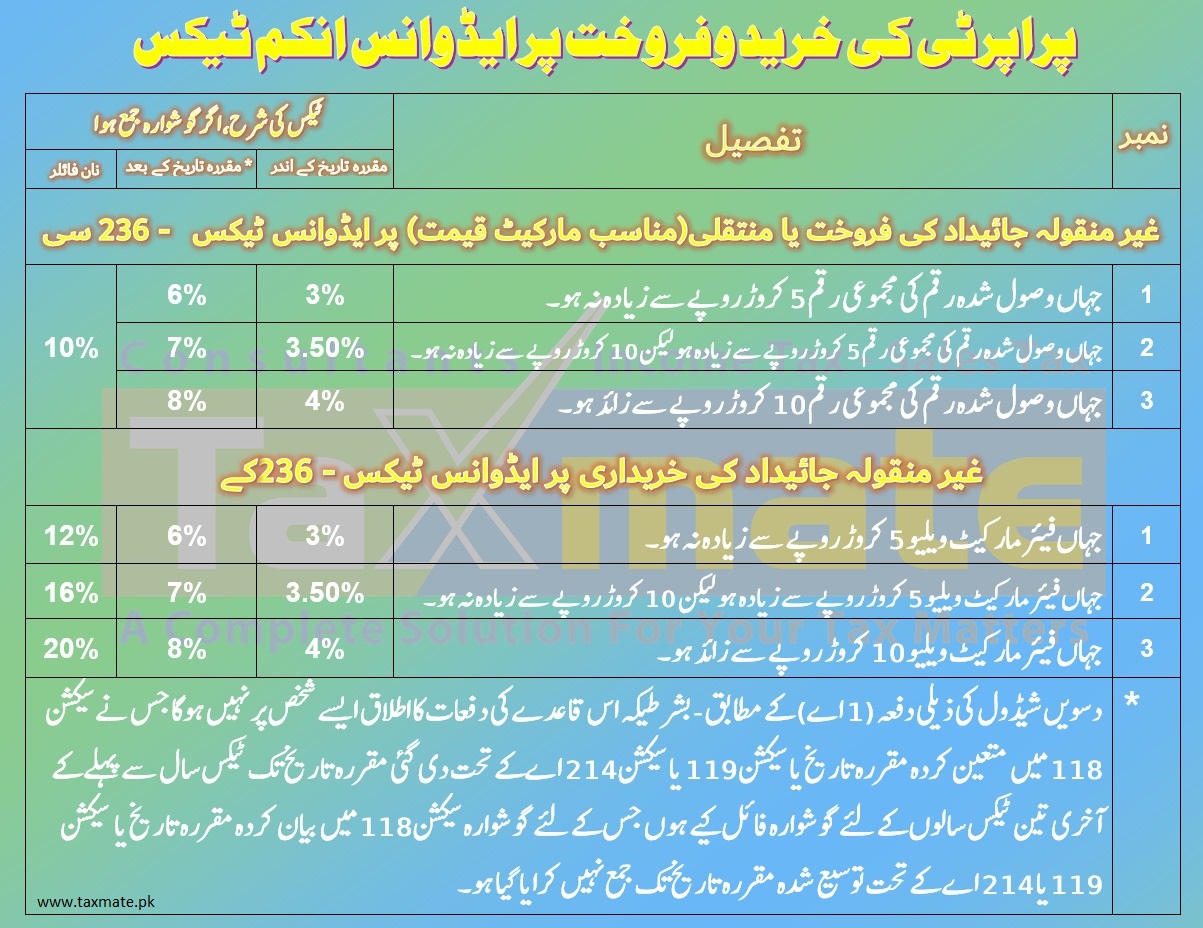 پراپرٹی کی خرید و فروخت پر ایڈوانس انکم ٹیکس
نمبر
تفصیل
ٹیکس کی شرح، اگر گوشوارہ جمع ہوا
مقررہ تاریخ کے اندر
* مقررہ تاریخ کے بعد
نان فائلر
غیر منقولہ جائیداد کی فروخت یا منتقلی(مناسب مارکیٹ قیمت) پر ایڈوانس ٹیکس - 236 سی
1 جہاں وصول شدہ رقم کی مجموعی رقم 5 کروڑ روپے سے زیادہ نہ ہو۔ 3% 6%
2 جہاں وصول شدہ رقم کی مجموعی رقم 5 کروڑ روپے سے زیادہ ہو لیکن 10 کروڑ روپے سے زیادہ نہ ہو۔ 3.50% 7% 10%
3 جہاں وصول شدہ رقم کی مجموعی رقم 10 کروڑ روپے سے زائد ہو۔ 4% 8%
غیر منقولہ جائیداد کی خریداری پر ایڈوانس ٹیکس - 236کے
1 جہاں فیئر مارکیٹ ویلیو 5 کروڑ روپے سے زیادہ نہ ہو۔ 3% 6% 12%
2 جہاں فیئر مارکیٹ ویلیو 5 کروڑ روپے سے زیادہ ہو لیکن 10 کروڑ روپے سے زیادہ نہ ہو۔ 3.50% 7% 16%
3 جہاں فیئر مارکیٹ ویلیو 10 کروڑ روپے سے زائد ہو۔ 4% 8% 20%
* دسویں شیڈول کی ذیلی دفعہ (1 اے) کے مطابق - بشرطیکہ اس قاعدے کی دفعات کا اطلاق ایسے شخص پر نہیں ہوگا جس نے سیکشن
118 میں متعین کردہ مقررہ تاریخ یا سیکشن 119 یا سیکشن 214 اے کے تحت دی گئی مقررہ تاریخ تک ٹیکس سال سے پہلے کے
آخری تین ٹیکس سالوں کے لئے گوشوارہ فائل کیے ہوں جس کے لئے گوشوارہ سیکشن 118 میں بیان کردہ مقررہ تاریخ یا سیکشن
119 یا 214 اے کے تحت توسیع شدہ مقررہ تاریخ تک جمع نہیں کرایا گیا ہو۔
www.taxmate.pk
Consultants Income Tax Sales Tax
Taxmate
A Complete Solution For Your Tax Matters